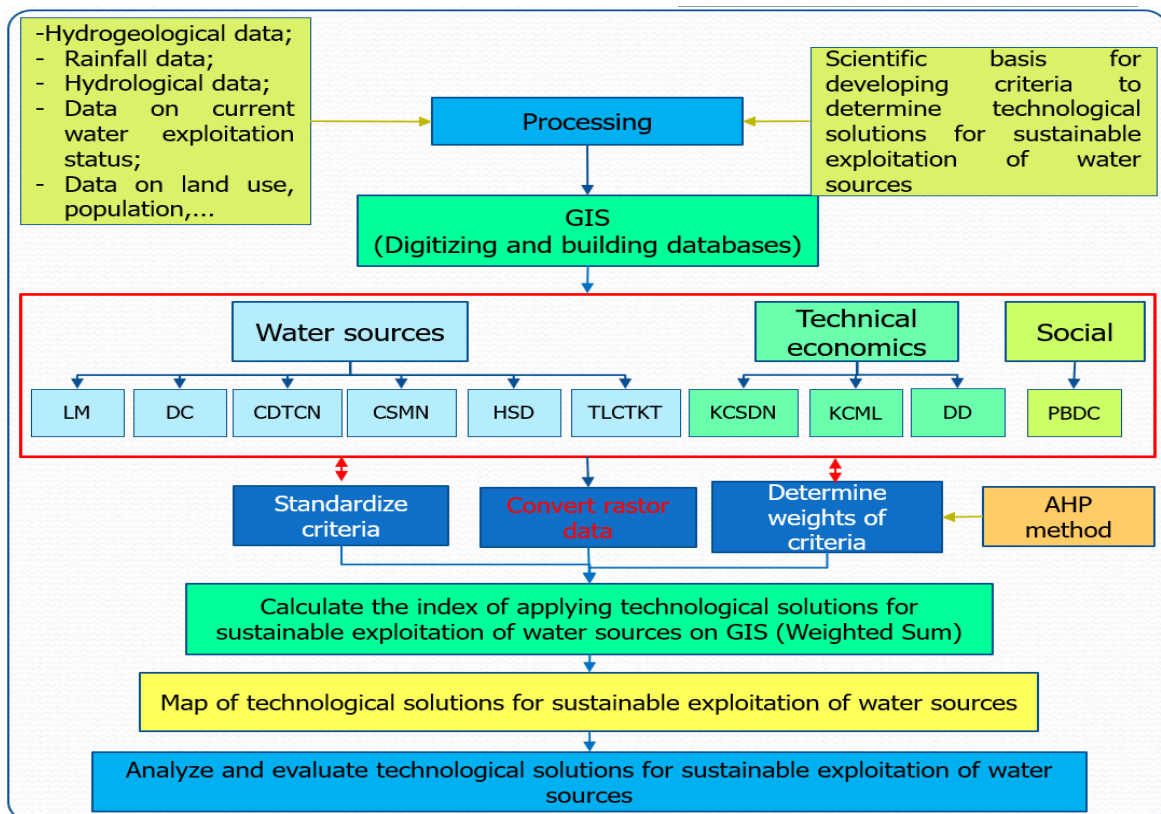 -Hydrogeological data;
- Rainfall data;
- Hydrological data;
- Data on current
water exploitation
status;
- Data on land use,
population,...
Processing
Scientific basis for
developing criteria to
determine technological
solutions for sustainable
exploitation of water
sources
GIS
(Digitizing and building databases)
Water sources
Technical
economics
Social
LM
DC
CDTCN
CSMN
HSD
TLCTKT
KCSDN
KCML
DD
PBDC
Standardize
criteria
Convert rastor
data
Determine
weights of
criteria
AHP
method
Calculate the index of applying technological solutions for
sustainable exploitation of water sources on GIS (Weighted Sum)
Map of technological solutions for sustainable exploitation of water sources
Analyze and evaluate technological solutions for sustainable exploitation of water
sources